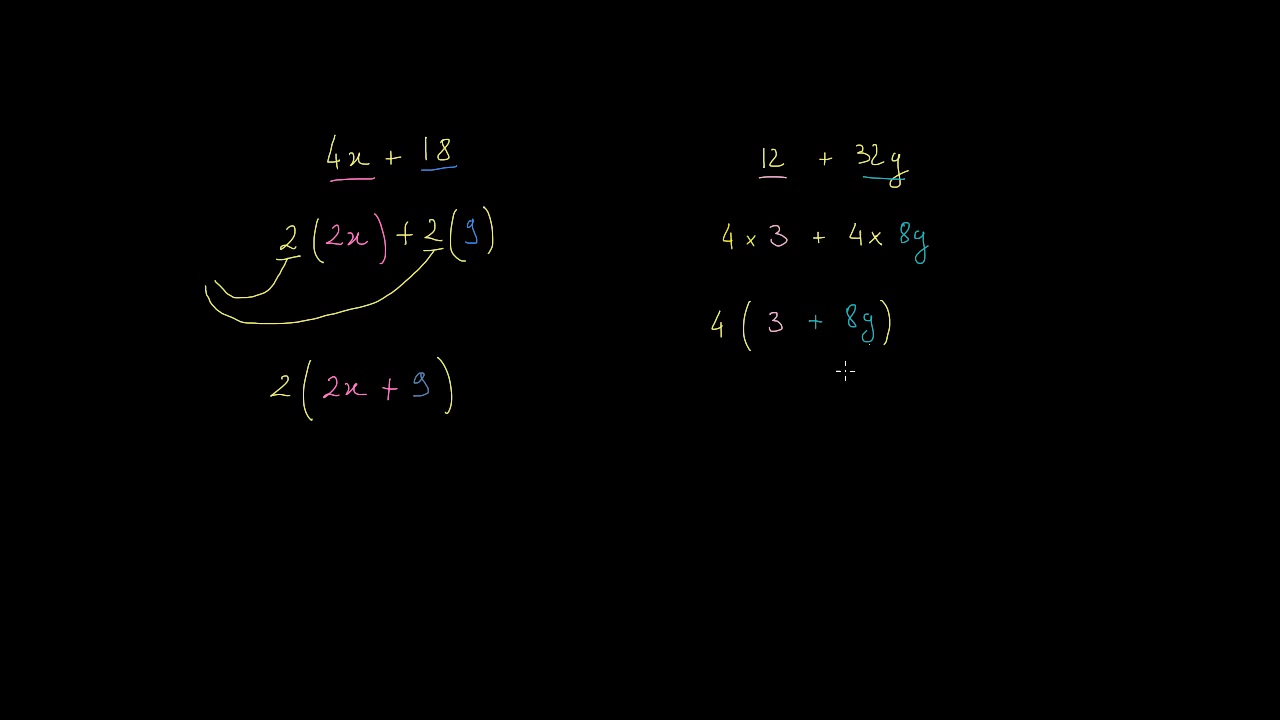 4x + 18
2(2x) + 2(9)
2(2x + 9)
12 + 32y
4 × 3 + 4 × 8y
4(3 + 8y)